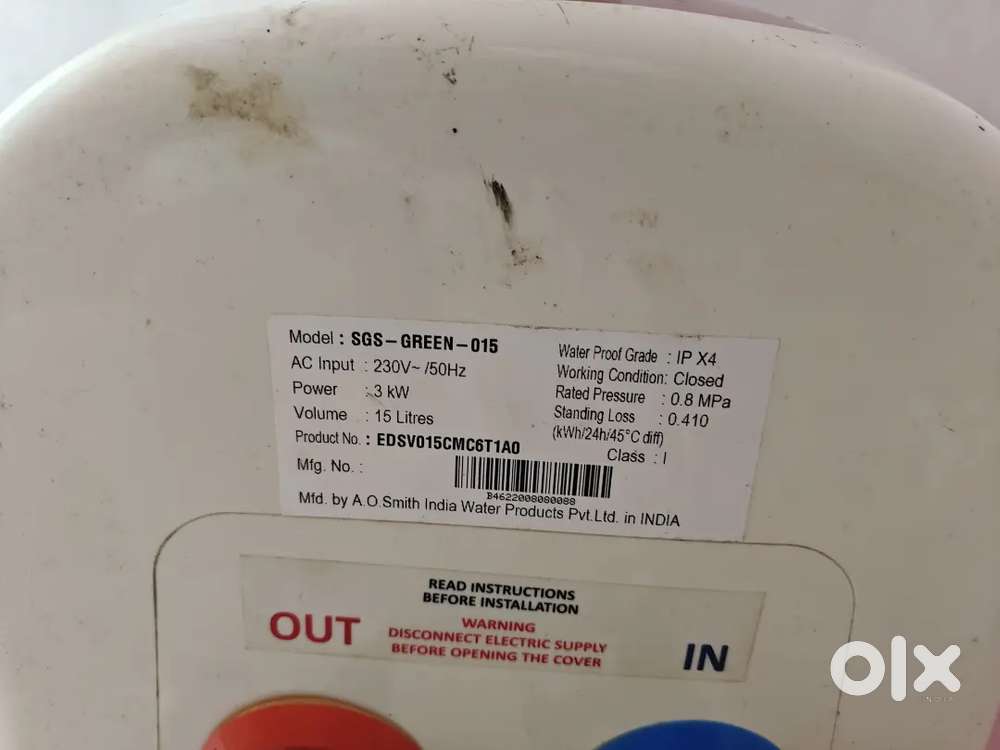 Model : SGS-GREEN-015
AC Input : 230V~ /50Hz
Power : 3 kW
Volume : 15 Litres
Product No. : EDSV015CMC6T1A0
Mfg. No. :
Water Proof Grade : IP X4
Working Condition: Closed
Rated Pressure : 0.8 MPa
Standing Loss : 0.410
(kWh/24h/45°C diff)
Class : I
B4622008080088
Mfd. by A.O.Smith India Water Products Pvt.Ltd. in INDIA
READ INSTRUCTIONS
BEFORE INSTALLATION
OUT
WARNING
DISCONNECT ELECTRIC SUPPLY
BEFORE OPENING THE COVER
IN
olx
INDIA